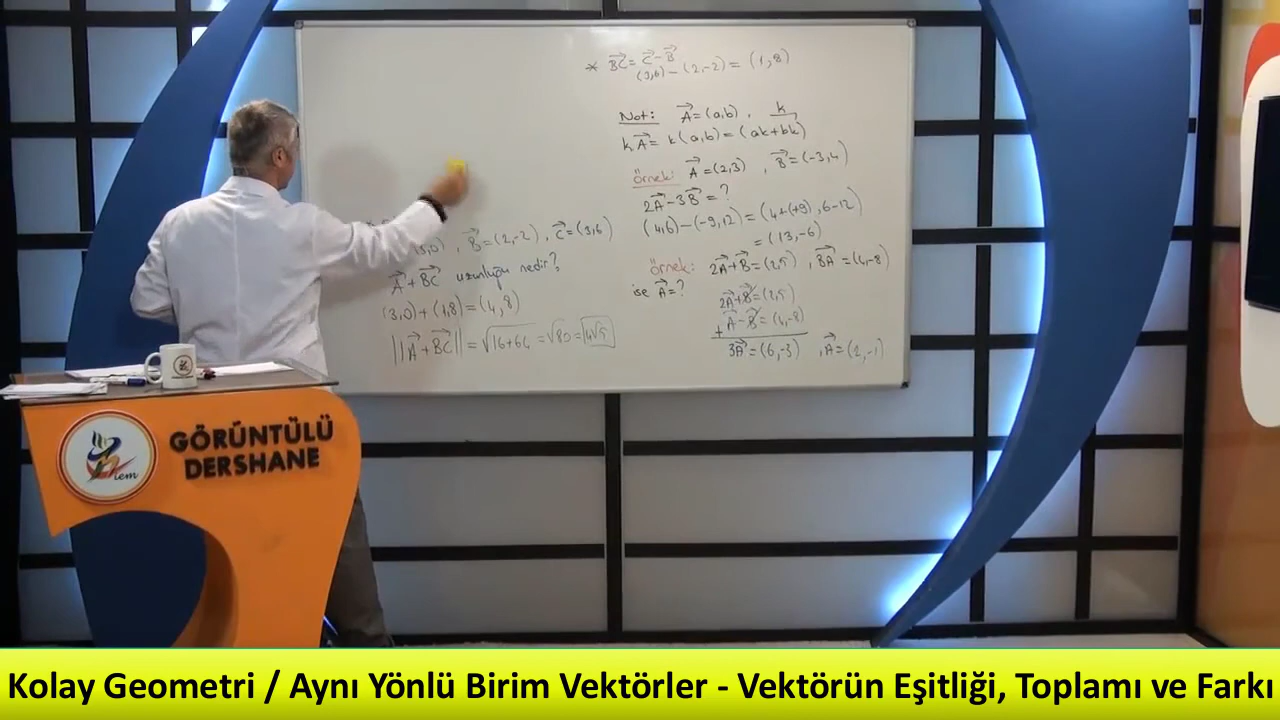 * BC = C - B
(3,6) - (2,-2) = (1,8)
Not: A = (a,b) , k
kA = k(a,b) = (ak+bk)
Örnek: A = (2,3) , B = (-3,4)
2A - 3B = ?
(4,6) - (-9,12) = (4+(+9), 6-12)
= (13,-6)
Örnek: 2A + B = (2,5) , BA = (4,-8)
ise A = ?
2A + B = (2,5)
+ A - B = (4,-8)
3A = (6,-3) , A = (2,-1)
B = (2,-2) , C = (3,6)
A + BC uzunluğu nedir?
(3,0) + (1,8) = (4,8)
||A + BC|| = √16+64 = √80 = 4√5
GÖRÜNTÜLÜ
DERSHANE
Kolay Geometri / Aynı Yönlü Birim Vektörler - Vektörün Eşitliği, Toplamı ve Farkı